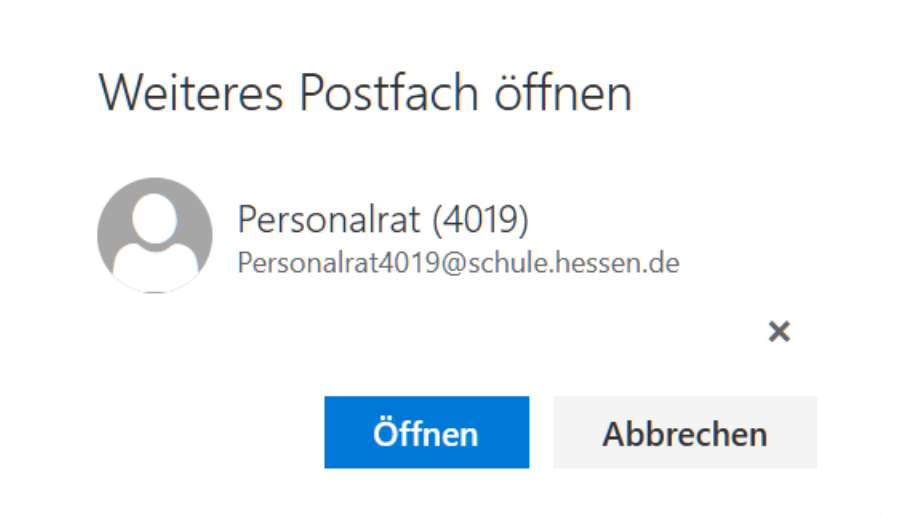 Weiteres Postfach öffnen
Personalrat (4019)
Personalrat4019@schule.hessen.de
Öffnen
Abbrechen